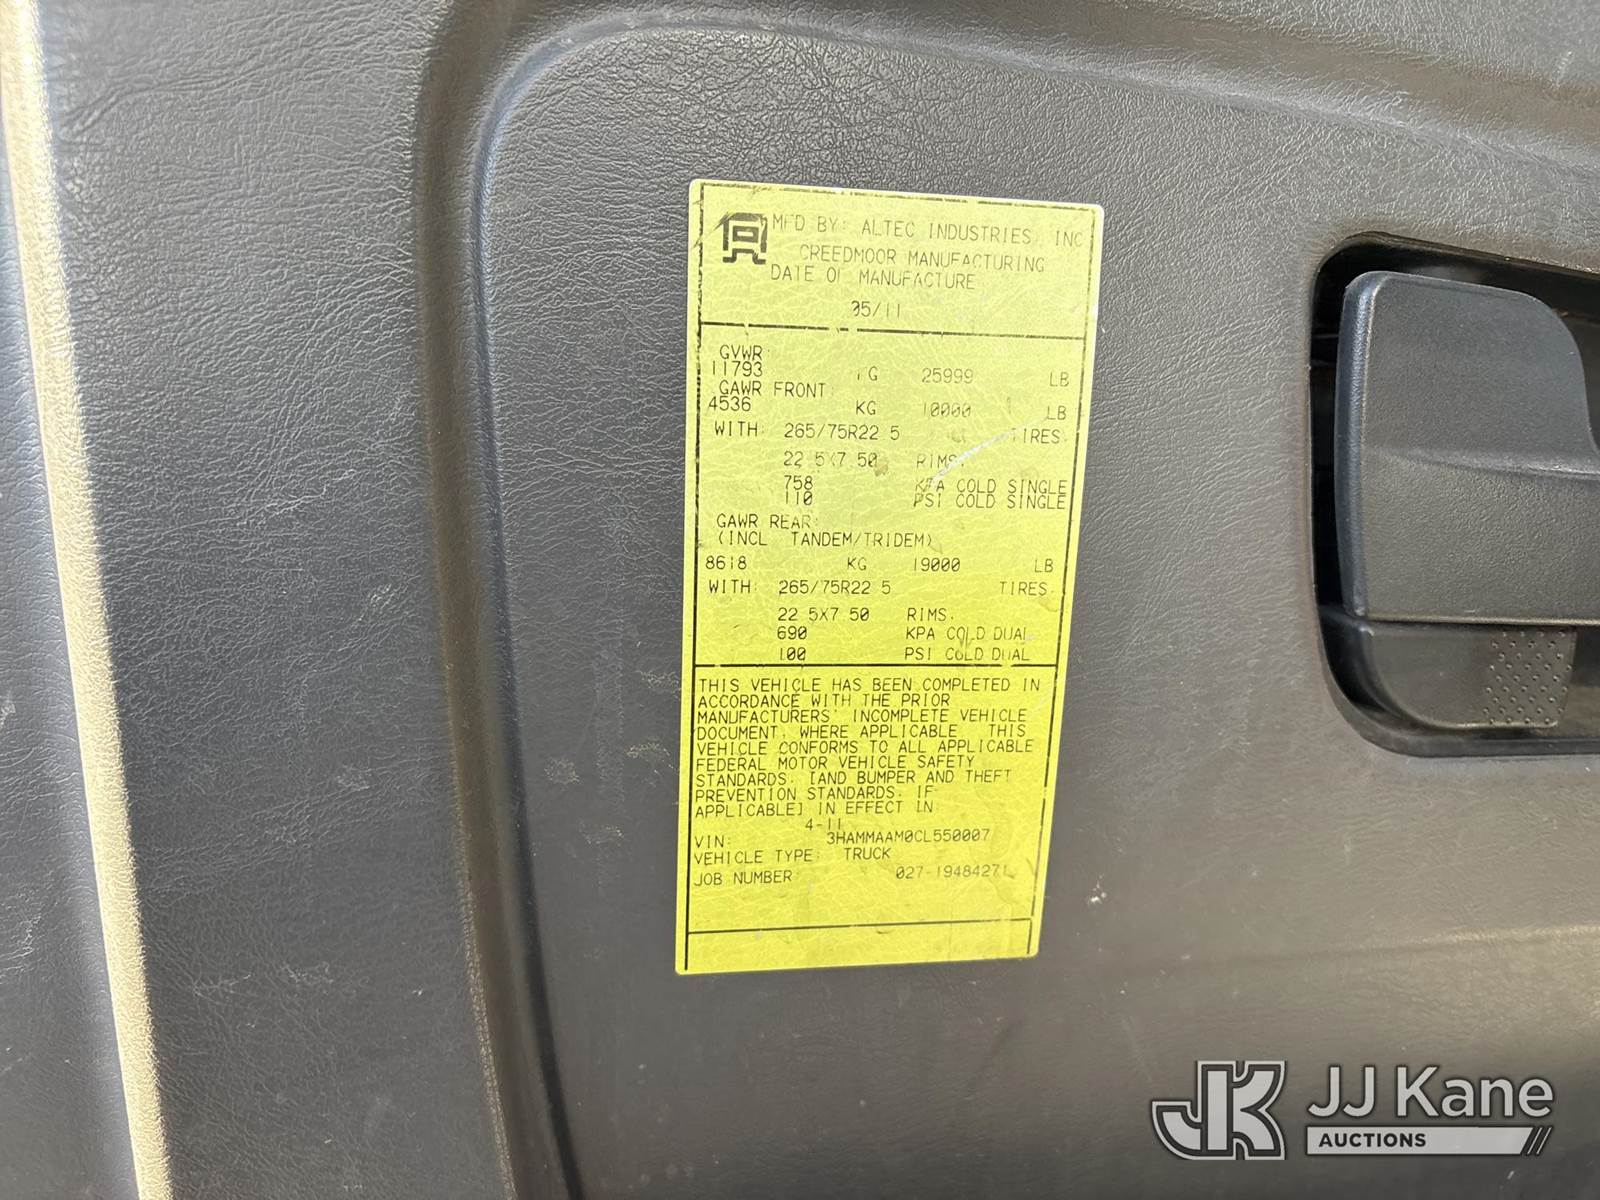 MFD BY: ALTEC INDUSTRIES, INC
CREEDMOOR MANUFACTURING
DATE OF MANUFACTURE
05/11
GVWR:
11793 KG 25999 LB
GAWR FRONT:
4536 KG 10000 LB
WITH: 265/75R22 5 TIRES.
22 5X7 50 RIMS.
758 KPA COLD SINGLE
110 PSI COLD SINGLE
GAWR REAR:
(INCL TANDEM/TRIDEM)
8618 KG 19000 LB
WITH: 265/75R22 5 TIRES.
22 5X7 50 RIMS.
690 KPA COLD DUAL
100 PSI COLD DUAL
THIS VEHICLE HAS BEEN COMPLETED IN
ACCORDANCE WITH THE PRIOR
MANUFACTURERS' INCOMPLETE VEHICLE
DOCUMENT, WHERE APPLICABLE THIS
VEHICLE CONFORMS TO ALL APPLICABLE
FEDERAL MOTOR VEHICLE SAFETY
STANDARDS, [AND BUMPER AND THEFT
PREVENTION STANDARDS, IF
APPLICABLE] IN EFFECT IN
4-11
VIN: 3HAMMAAM0CL550007
VEHICLE TYPE: TRUCK
JOB NUMBER: 027-19484271
JJ Kane
AUCTIONS